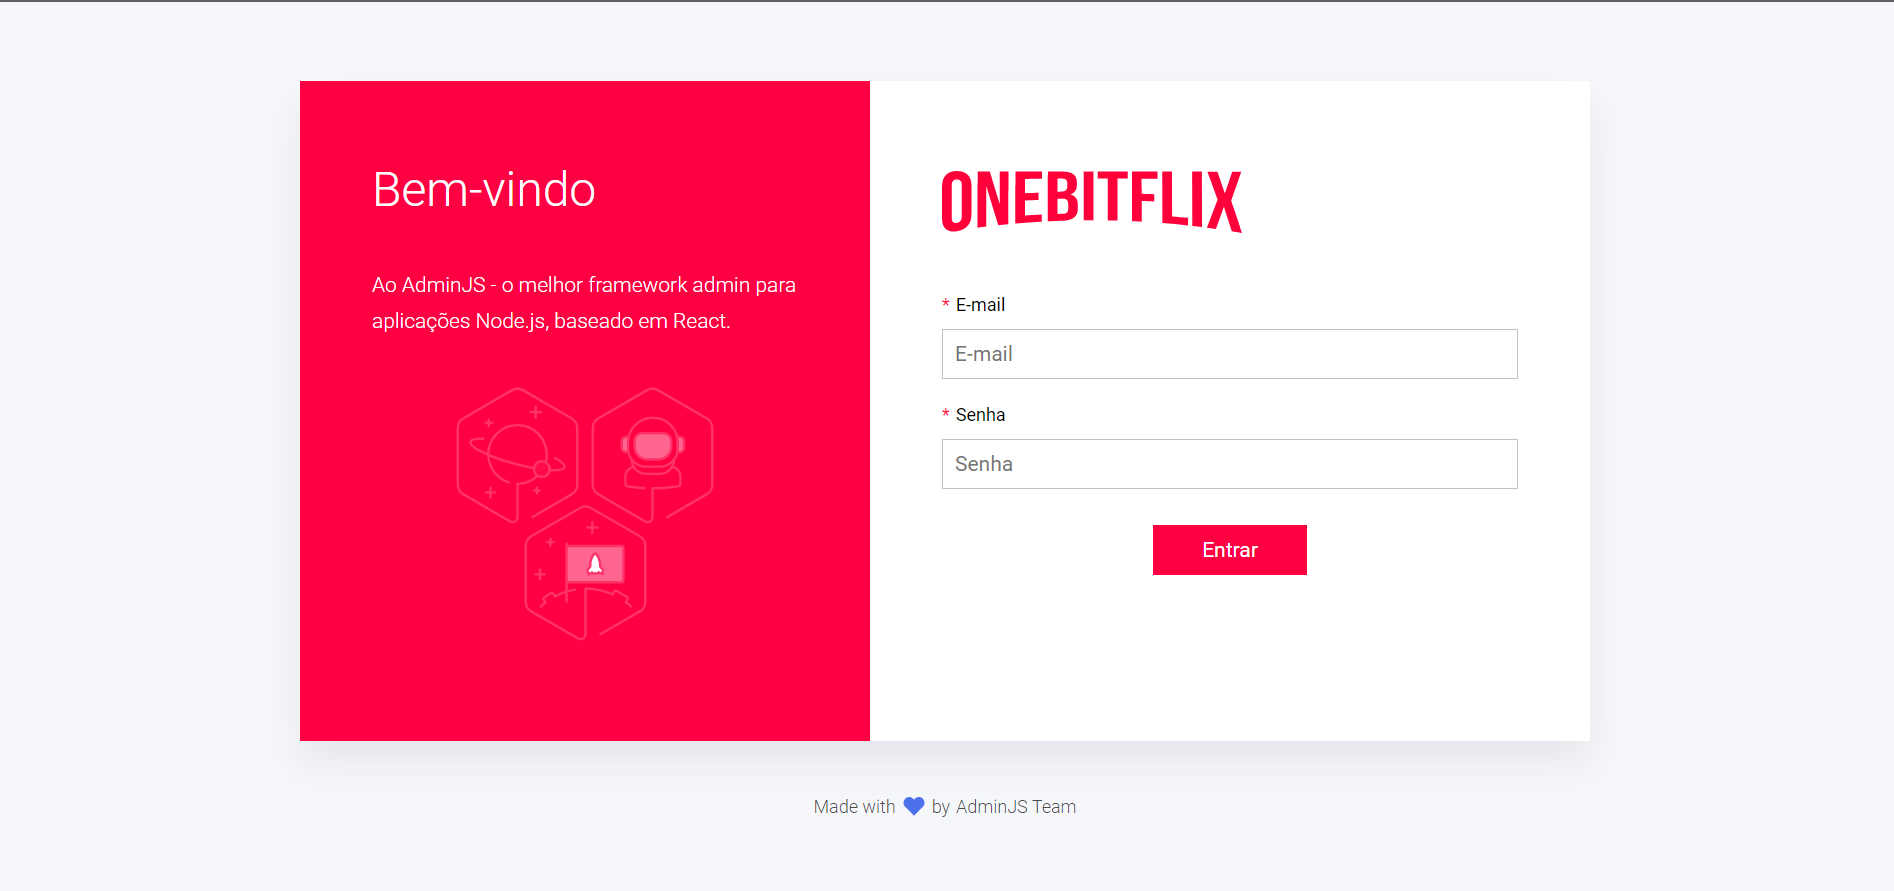 Bem-vindo
Ao AdminJS - o melhor framework admin para
aplicações Node.js, baseado em React.
ONEBITFLIX
* E-mail
E-mail
* Senha
Senha
Entrar
Made with by AdminJS Team